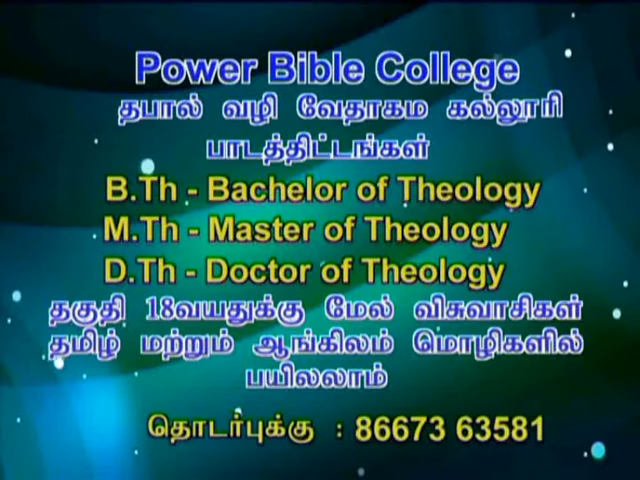 Power Bible College
தபால் வழி வேதாகம கல்லூரி
பாடத்திட்டங்கள்
B.Th - Bachelor of Theology
M.Th - Master of Theology
D.Th - Doctor of Theology
தகுதி 18வயதுக்கு மேல் விசுவாசிகள்
தமிழ் மற்றும் ஆங்கிலம் மொழிகளில்
பயிலலாம்
தொடர்புக்கு : 86673 63581